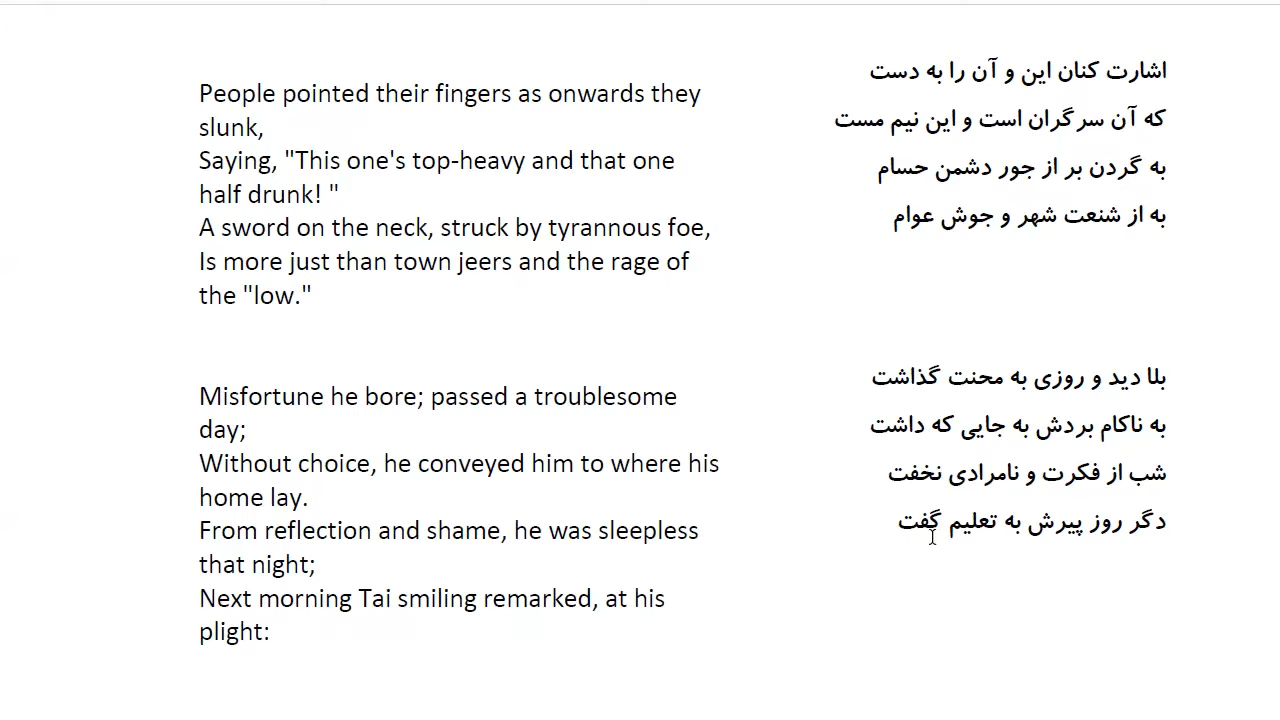 People pointed their fingers as onwards they
slunk,
Saying, "This one's top-heavy and that one
half drunk! "
A sword on the neck, struck by tyrannous foe,
Is more just than town jeers and the rage of
the "low."
اشارت کنان این و آن را به دست
که آن سرگران است و این نیم مست
به گردن بر از جور دشمن حسام
به از شنعت شهر و جوش عوام
Misfortune he bore; passed a troublesome
day;
Without choice, he conveyed him to where his
home lay.
From reflection and shame, he was sleepless
that night;
Next morning Tai smiling remarked, at his
plight:
بلا دید و روزی به محنت گذاشت
به ناکام بردش به جایی که داشت
شب از فکرت و نامرادی نخفت
دگر روز پیرش به تعلیم گفت